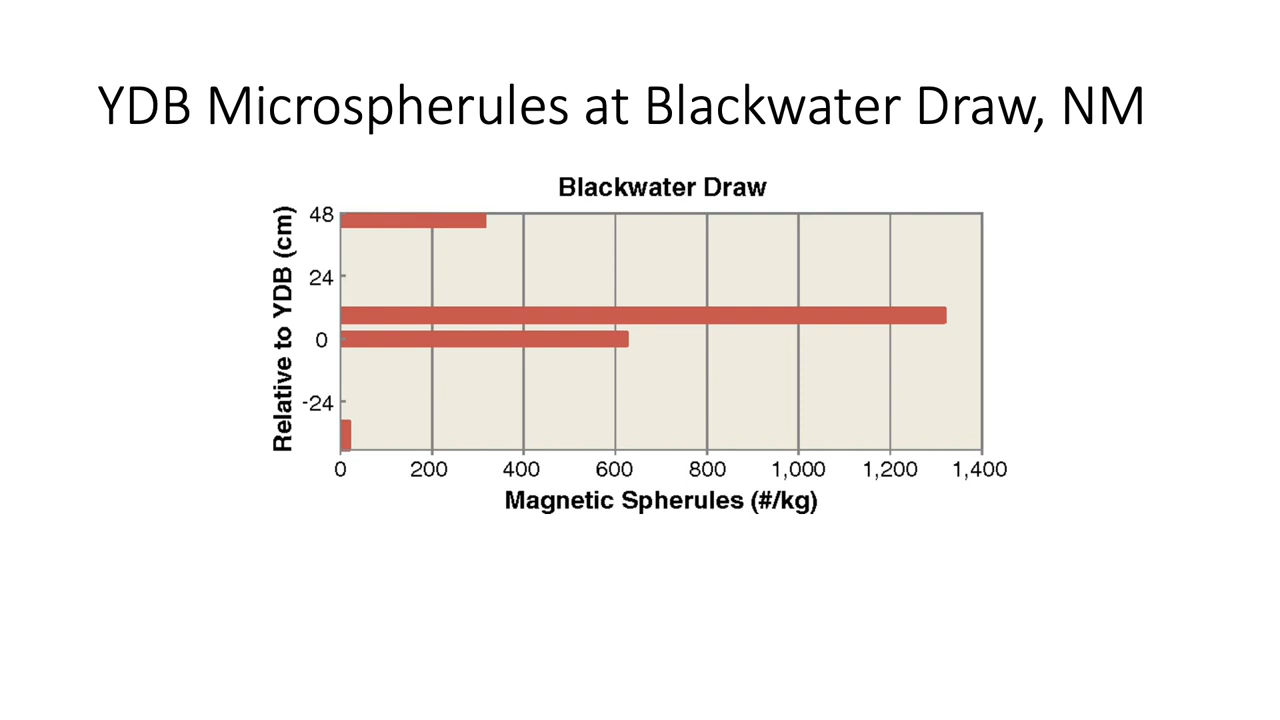 YDB Microspherules at Blackwater Draw, NM
Blackwater Draw
Relative to YDB (cm)
48
24
0
-24
0 200 400 600 800 1,000 1,200 1,400
Magnetic Spherules (#/kg)